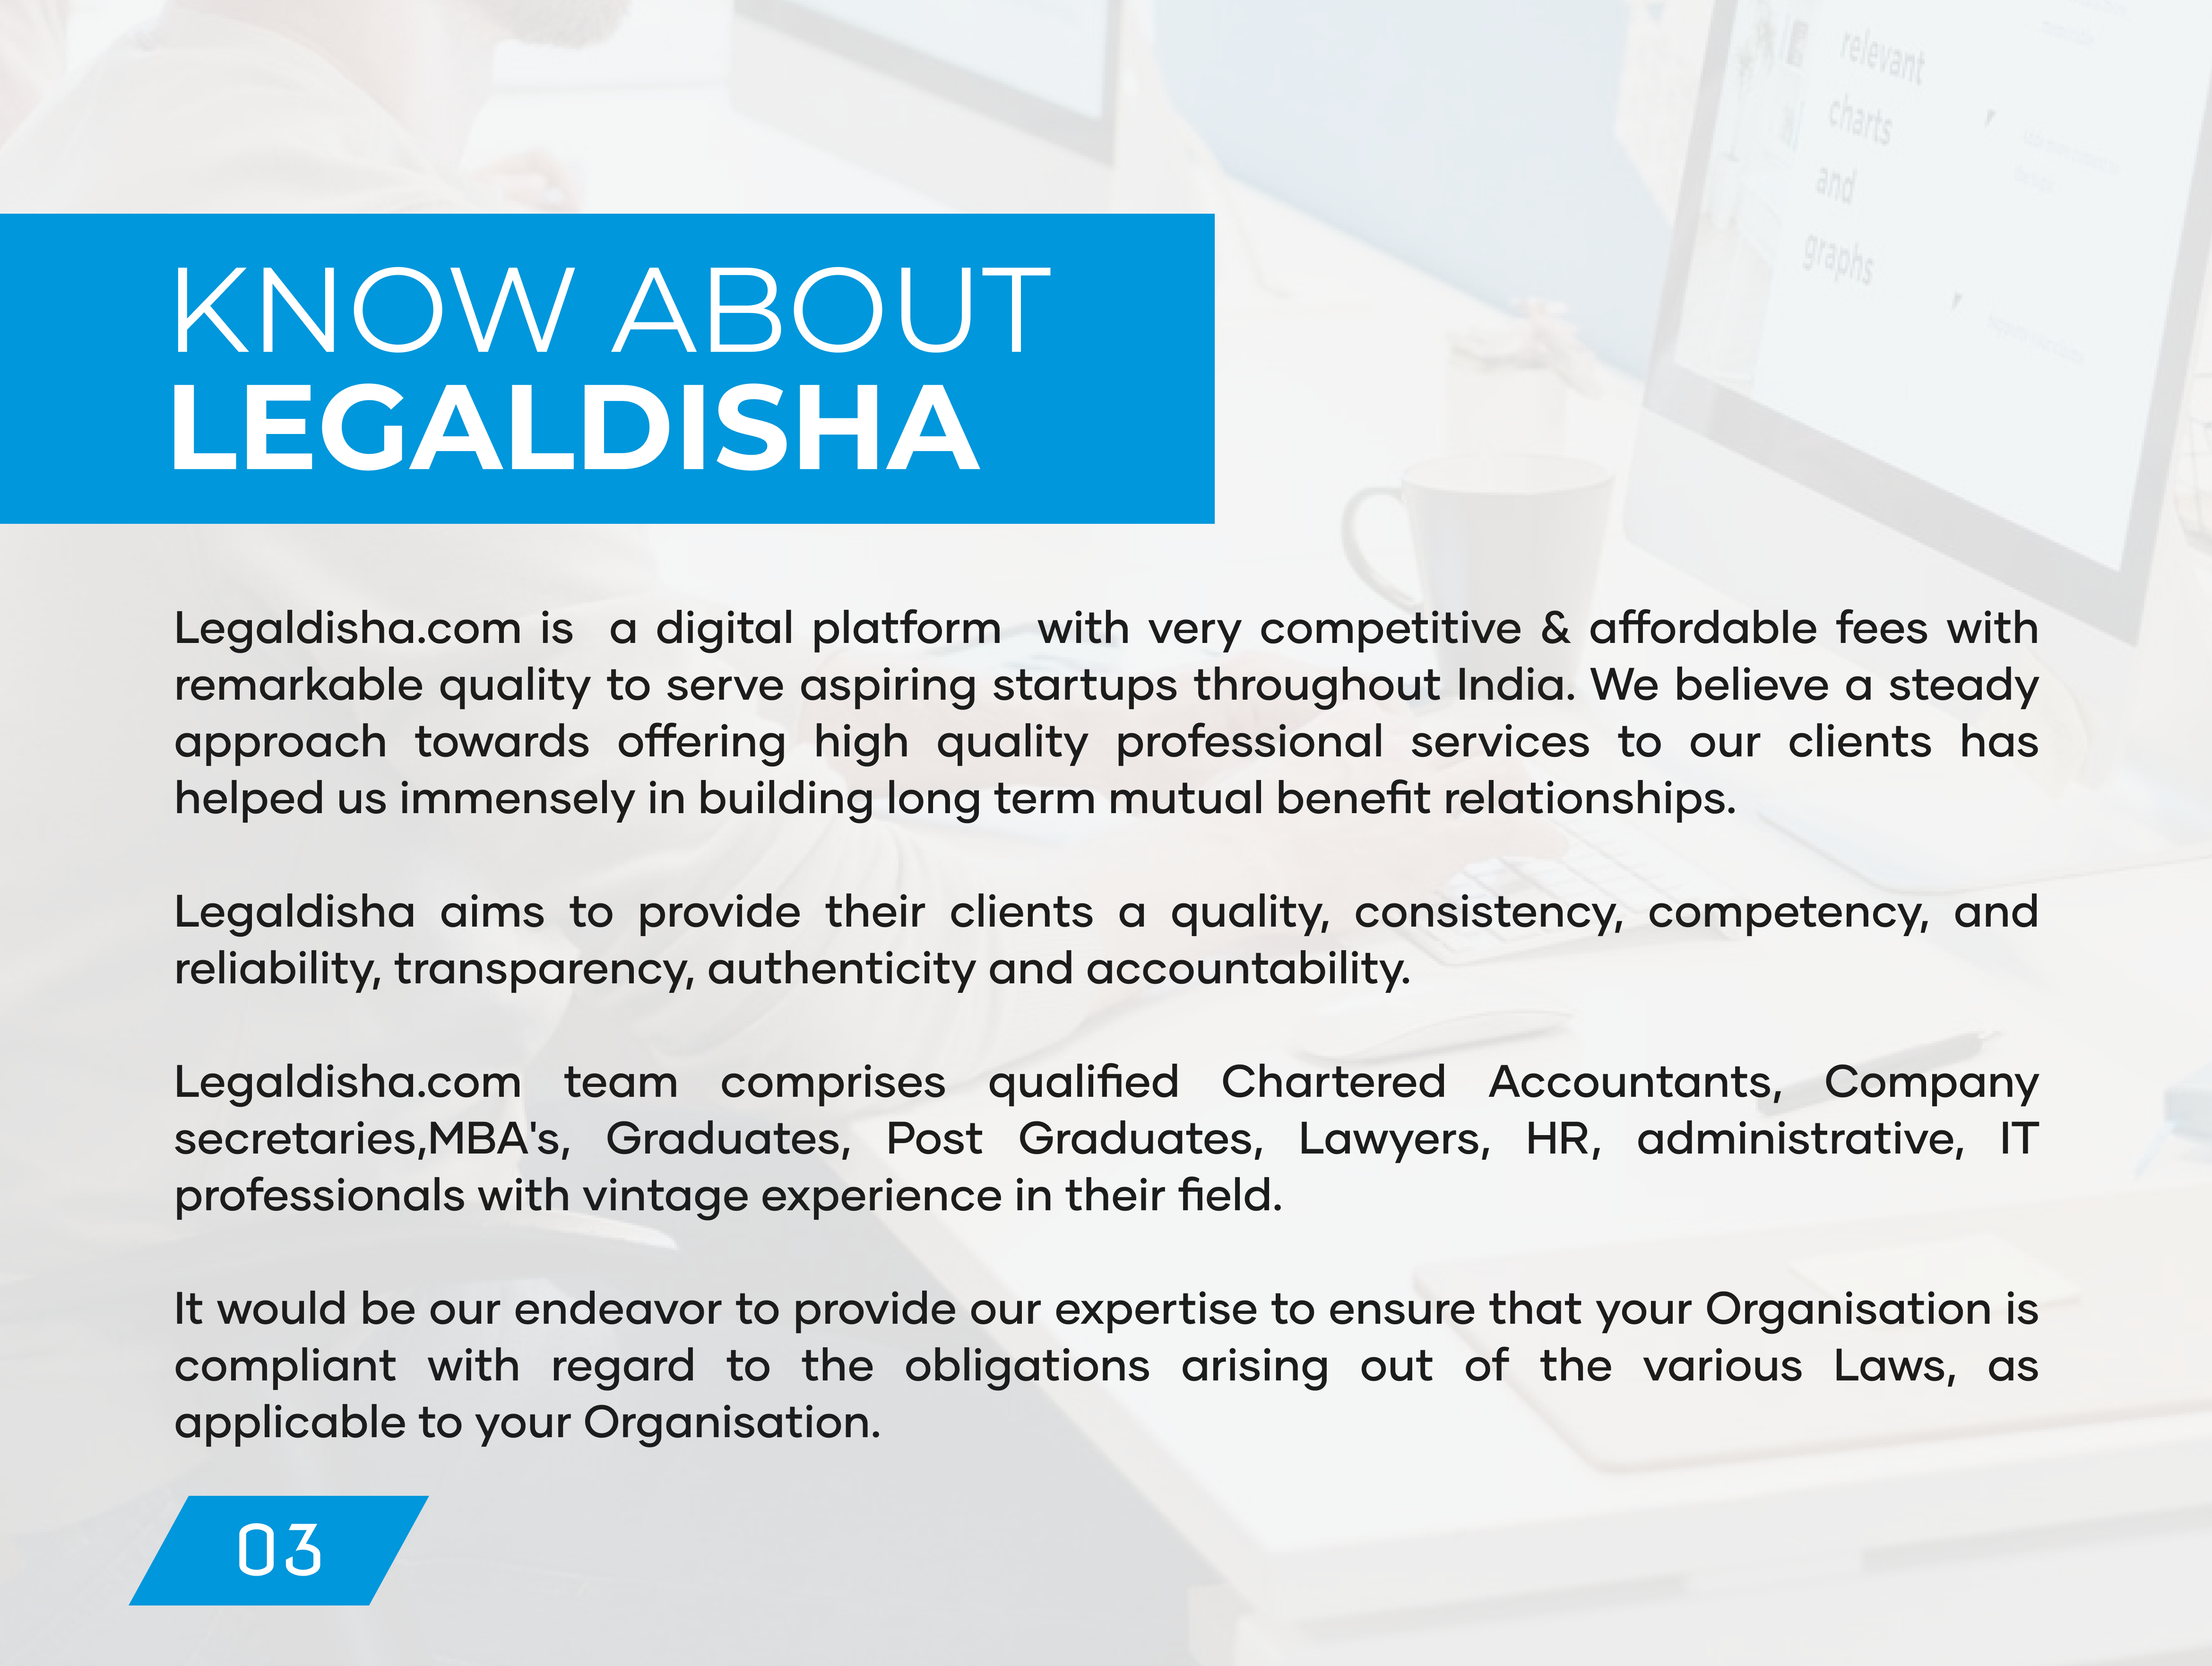 relevant
charts
and
graphs
KNOW ABOUT
LEGALDISHA
Legaldisha.com is a digital platform with very competitive & affordable fees with
remarkable quality to serve aspiring startups throughout India. We believe a steady
approach towards offering high quality professional services to our clients has
helped us immensely in building long term mutual benefit relationships.
Legaldisha aims to provide their clients a quality, consistency, competency, and
reliability, transparency, authenticity and accountability.
Legaldisha.com team comprises qualified Chartered Accountants, Company
secretaries,MBA's, Graduates, Post Graduates, Lawyers, HR, administrative, IT
professionals with vintage experience in their field.
It would be our endeavor to provide our expertise to ensure that your Organisation is
compliant with regard to the obligations arising out of the various Laws, as
applicable to your Organisation.
03